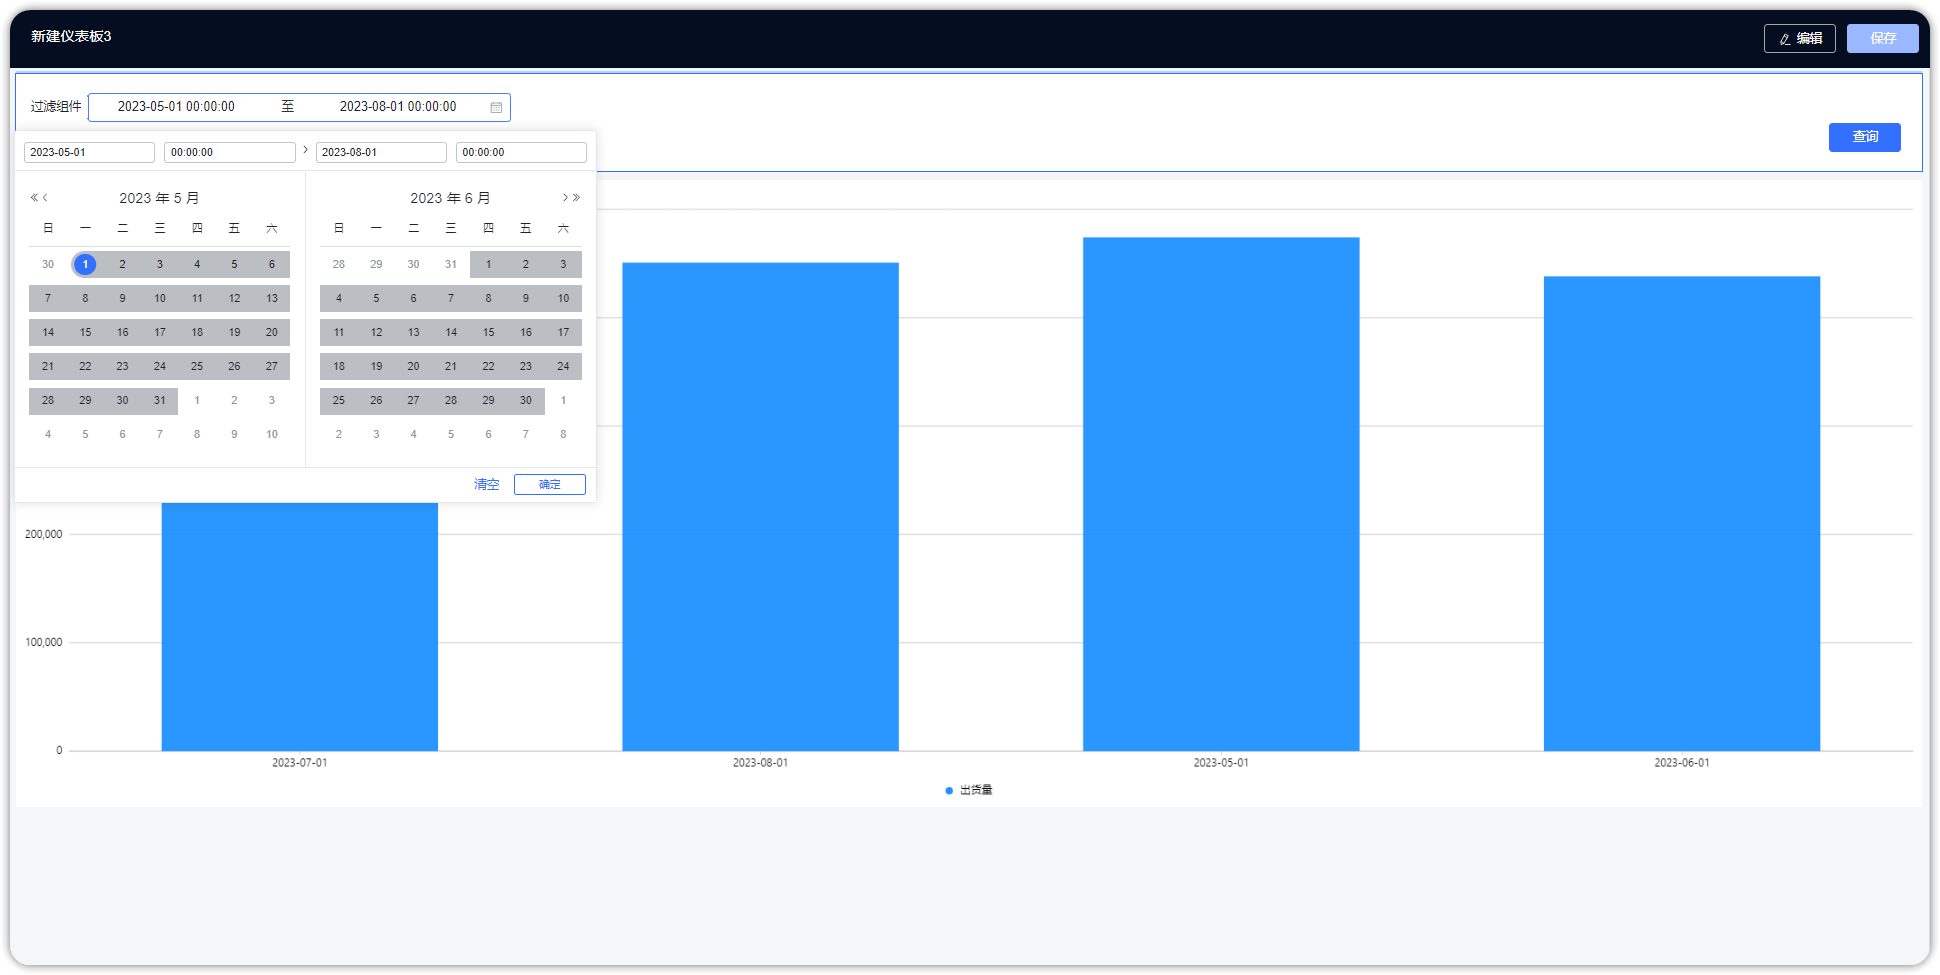 新建仪表板3
编辑
保存
过滤组件
2023-05-01 00:00:00 至 2023-08-01 00:00:00
查询
2023-05-01 00:00:00 > 2023-08-01 00:00:00
2023 年 5 月
日 一 二 三 四 五 六
30 1 2 3 4 5 6
7 8 9 10 11 12 13
14 15 16 17 18 19 20
21 22 23 24 25 26 27
28 29 30 31 1 2 3
4 5 6 7 8 9 10
2023 年 6 月
日 一 二 三 四 五 六
28 29 30 31 1 2 3
4 5 6 7 8 9 10
11 12 13 14 15 16 17
18 19 20 21 22 23 24
25 26 27 28 29 30 1
2 3 4 5 6 7 8
清空 确定
200,000
100,000
0
2023-07-01 2023-08-01 2023-05-01 2023-06-01
出货量